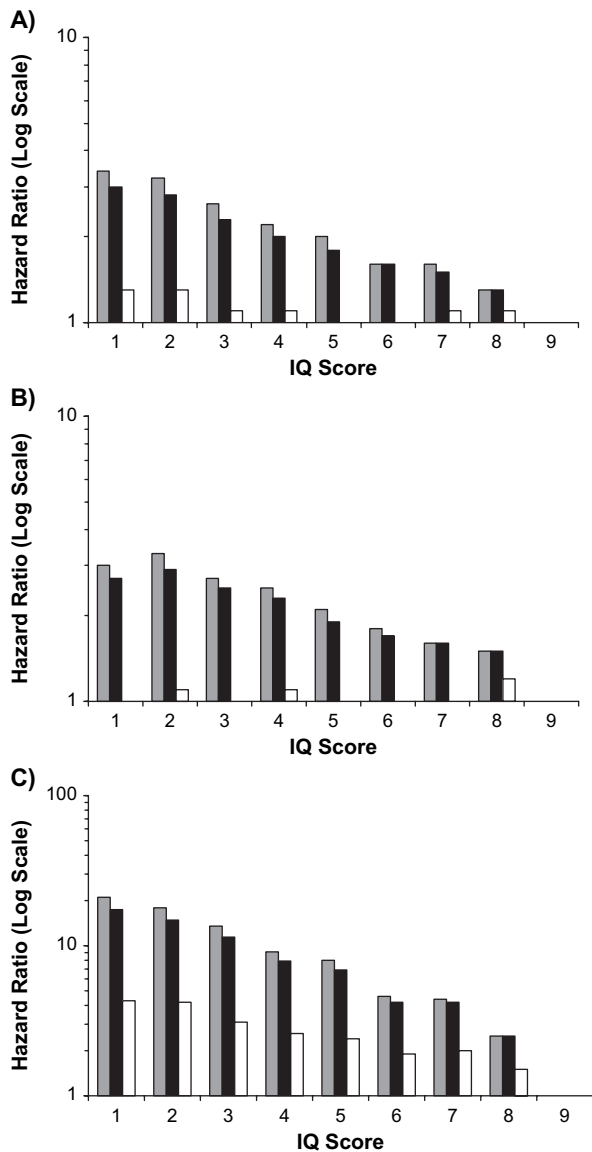 A)
Hazard Ratio (Log Scale)
10
1
1 2 3 4 5 6 7 8 9
IQ Score
B)
Hazard Ratio (Log Scale)
10
1
1 2 3 4 5 6 7 8 9
IQ Score
C)
Hazard Ratio (Log Scale)
100
10
1
1 2 3 4 5 6 7 8 9
IQ Score